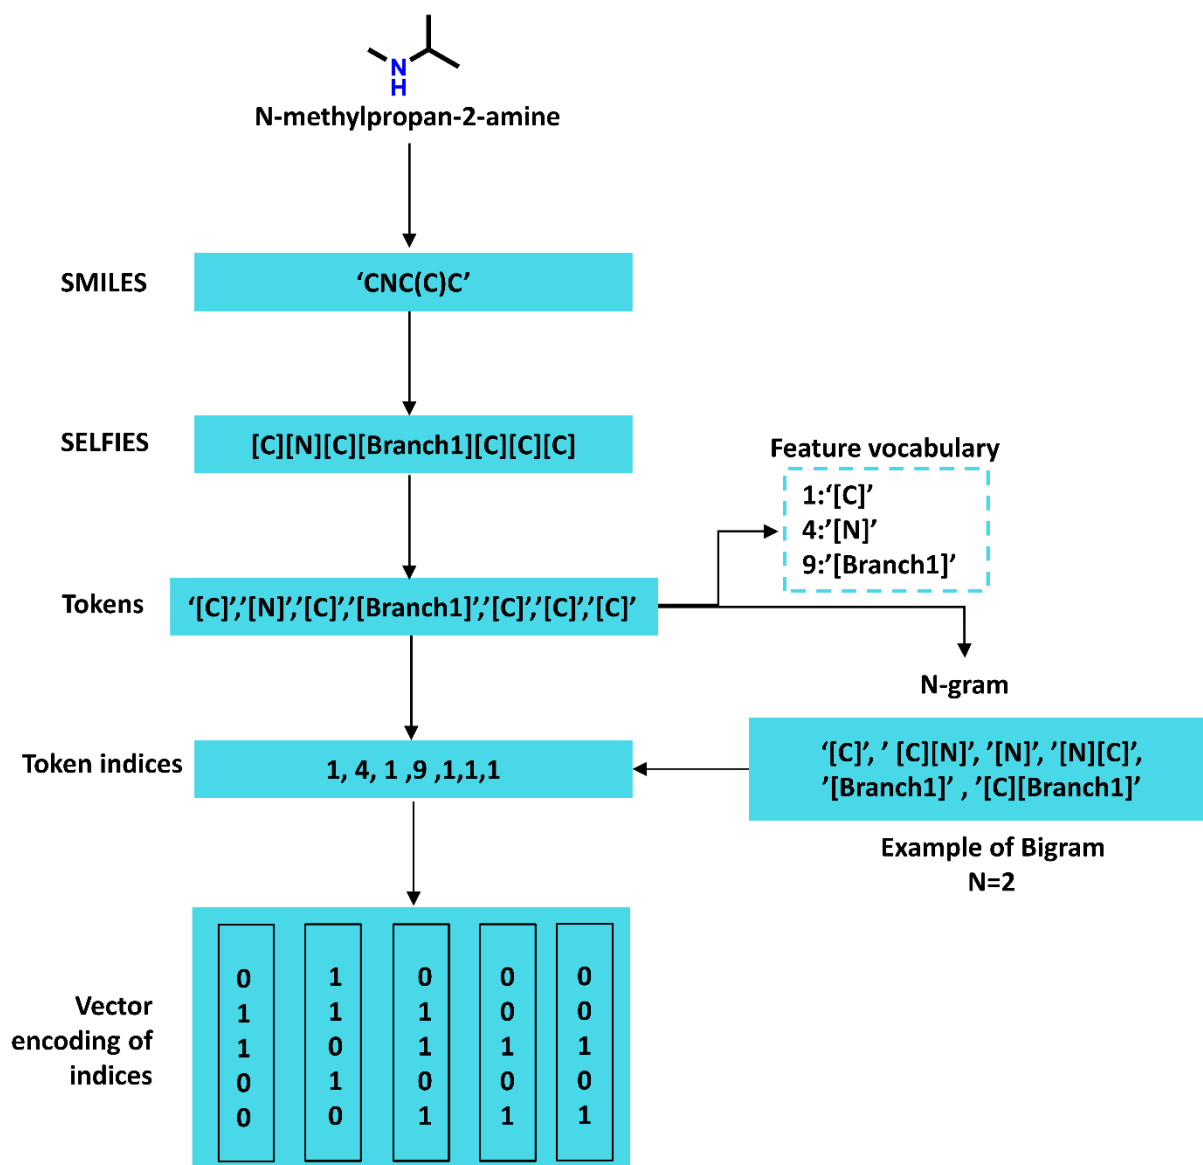 N
H
N-methylpropan-2-amine
SMILES
‘CNC(C)C’
SELFIES
[C][N][C][Branch1][C][C][C]
Feature vocabulary
1:‘[C]’
4:’[N]’
9:’[Branch1]’
Tokens
‘[C]’,’[N]’,‘[C]’,‘[Branch1]’,‘[C]’,‘[C]’,‘[C]’
N-gram
Token indices
1, 4, 1 ,9 ,1,1,1
‘[C]’, ’ [C][N]’, ’[N]’, ’[N][C]’,
’[Branch1]’ , ’[C][Branch1]’
Example of Bigram
N=2
Vector
encoding of
indices
0 1 0 0 0
1 1 1 0 0
1 0 1 1 1
0 1 0 0 0
0 0 1 1 1